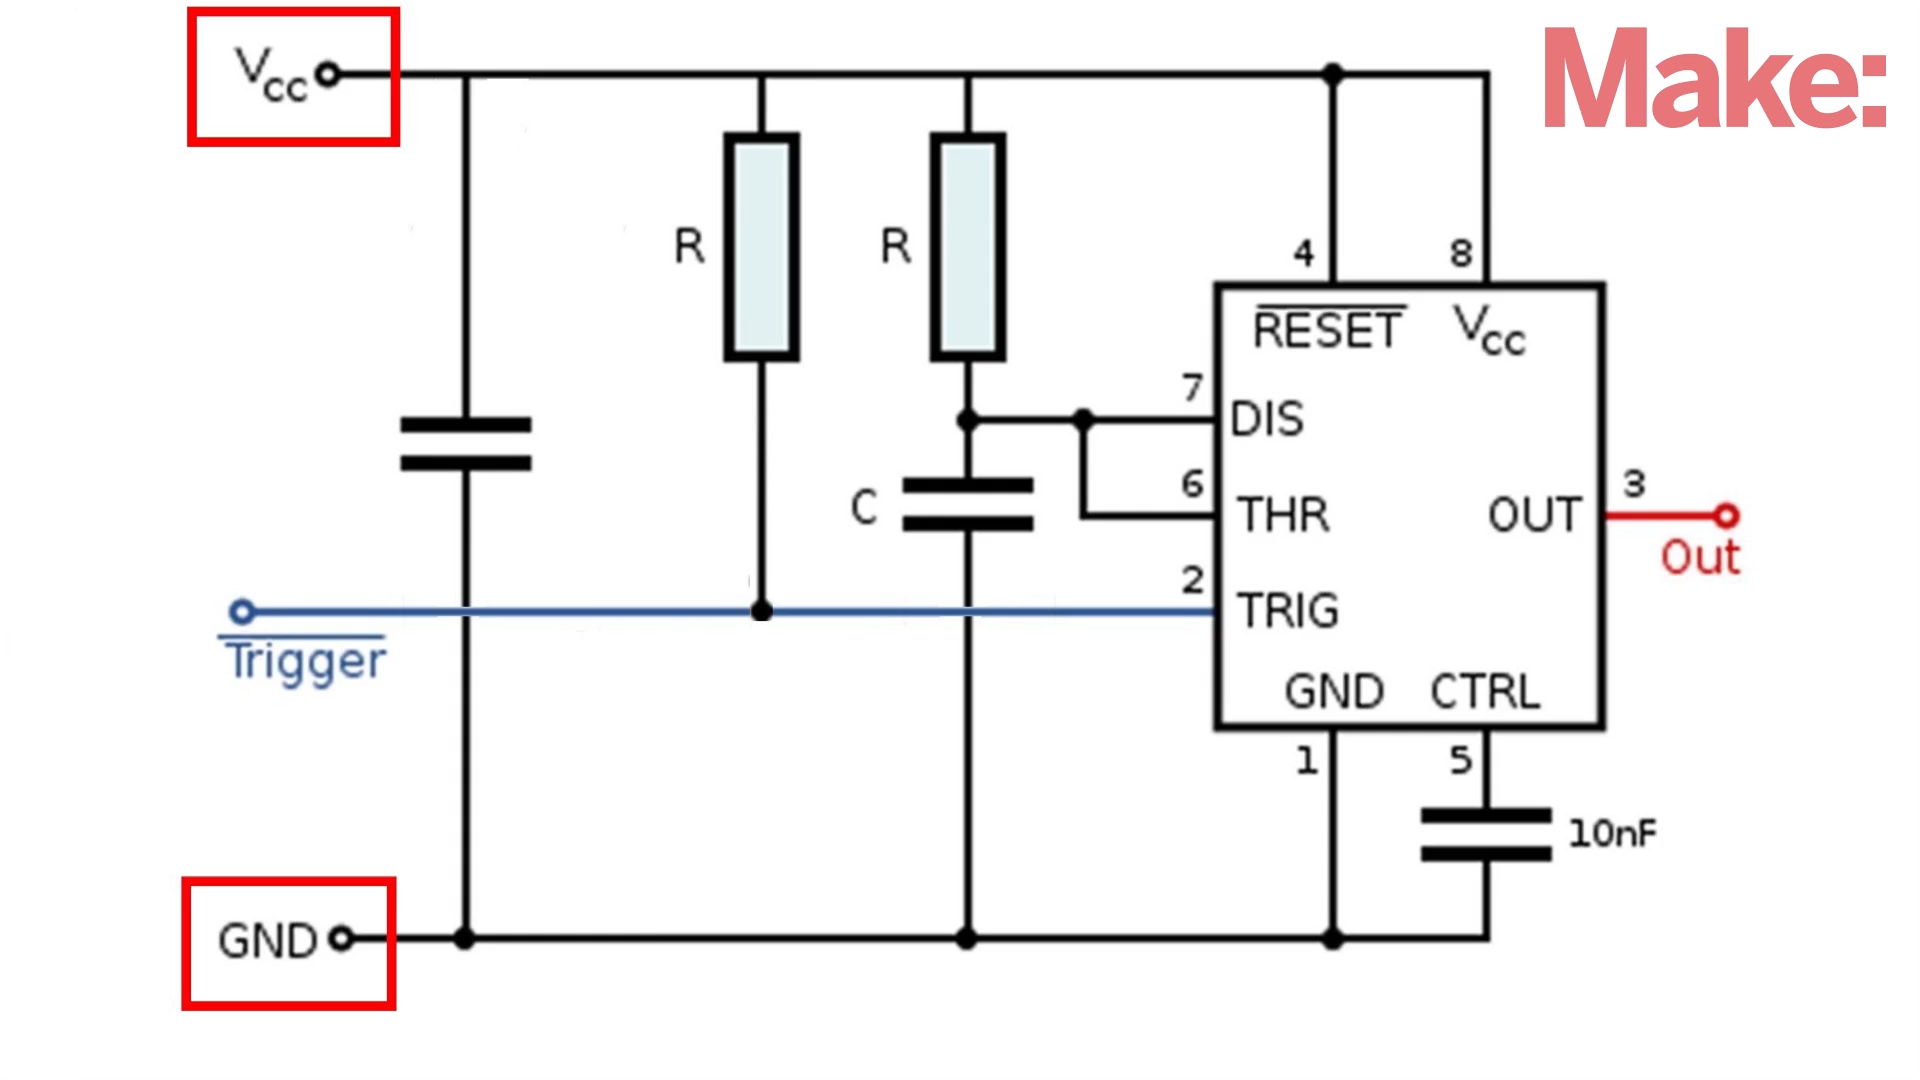 Vcc
Make:
R
R
4
8
RESET
Vcc
7
DIS
C
6
THR
OUT
3
Out
2
TRIG
Trigger
GND
CTRL
1
5
10nF
GND